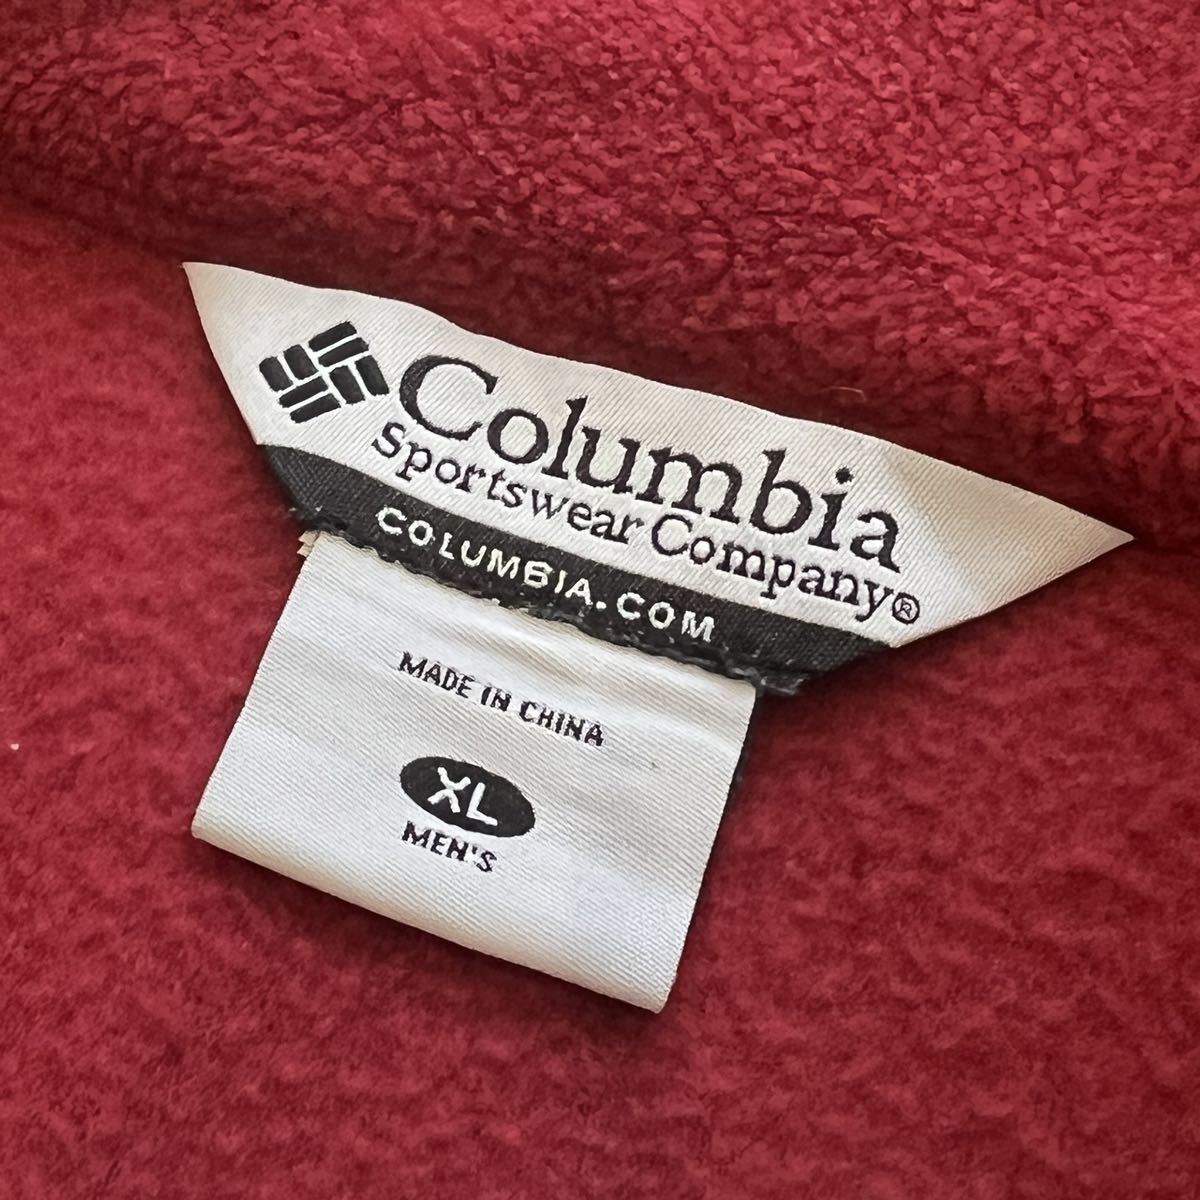 Columbia
Sportswear Company®
COLUMBIA.COM
MADE IN CHINA
XL
MEN'S